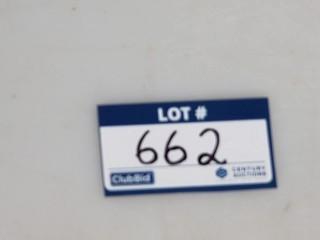 LOT #
662
ClubBid
CENTURY
AUCTIONS